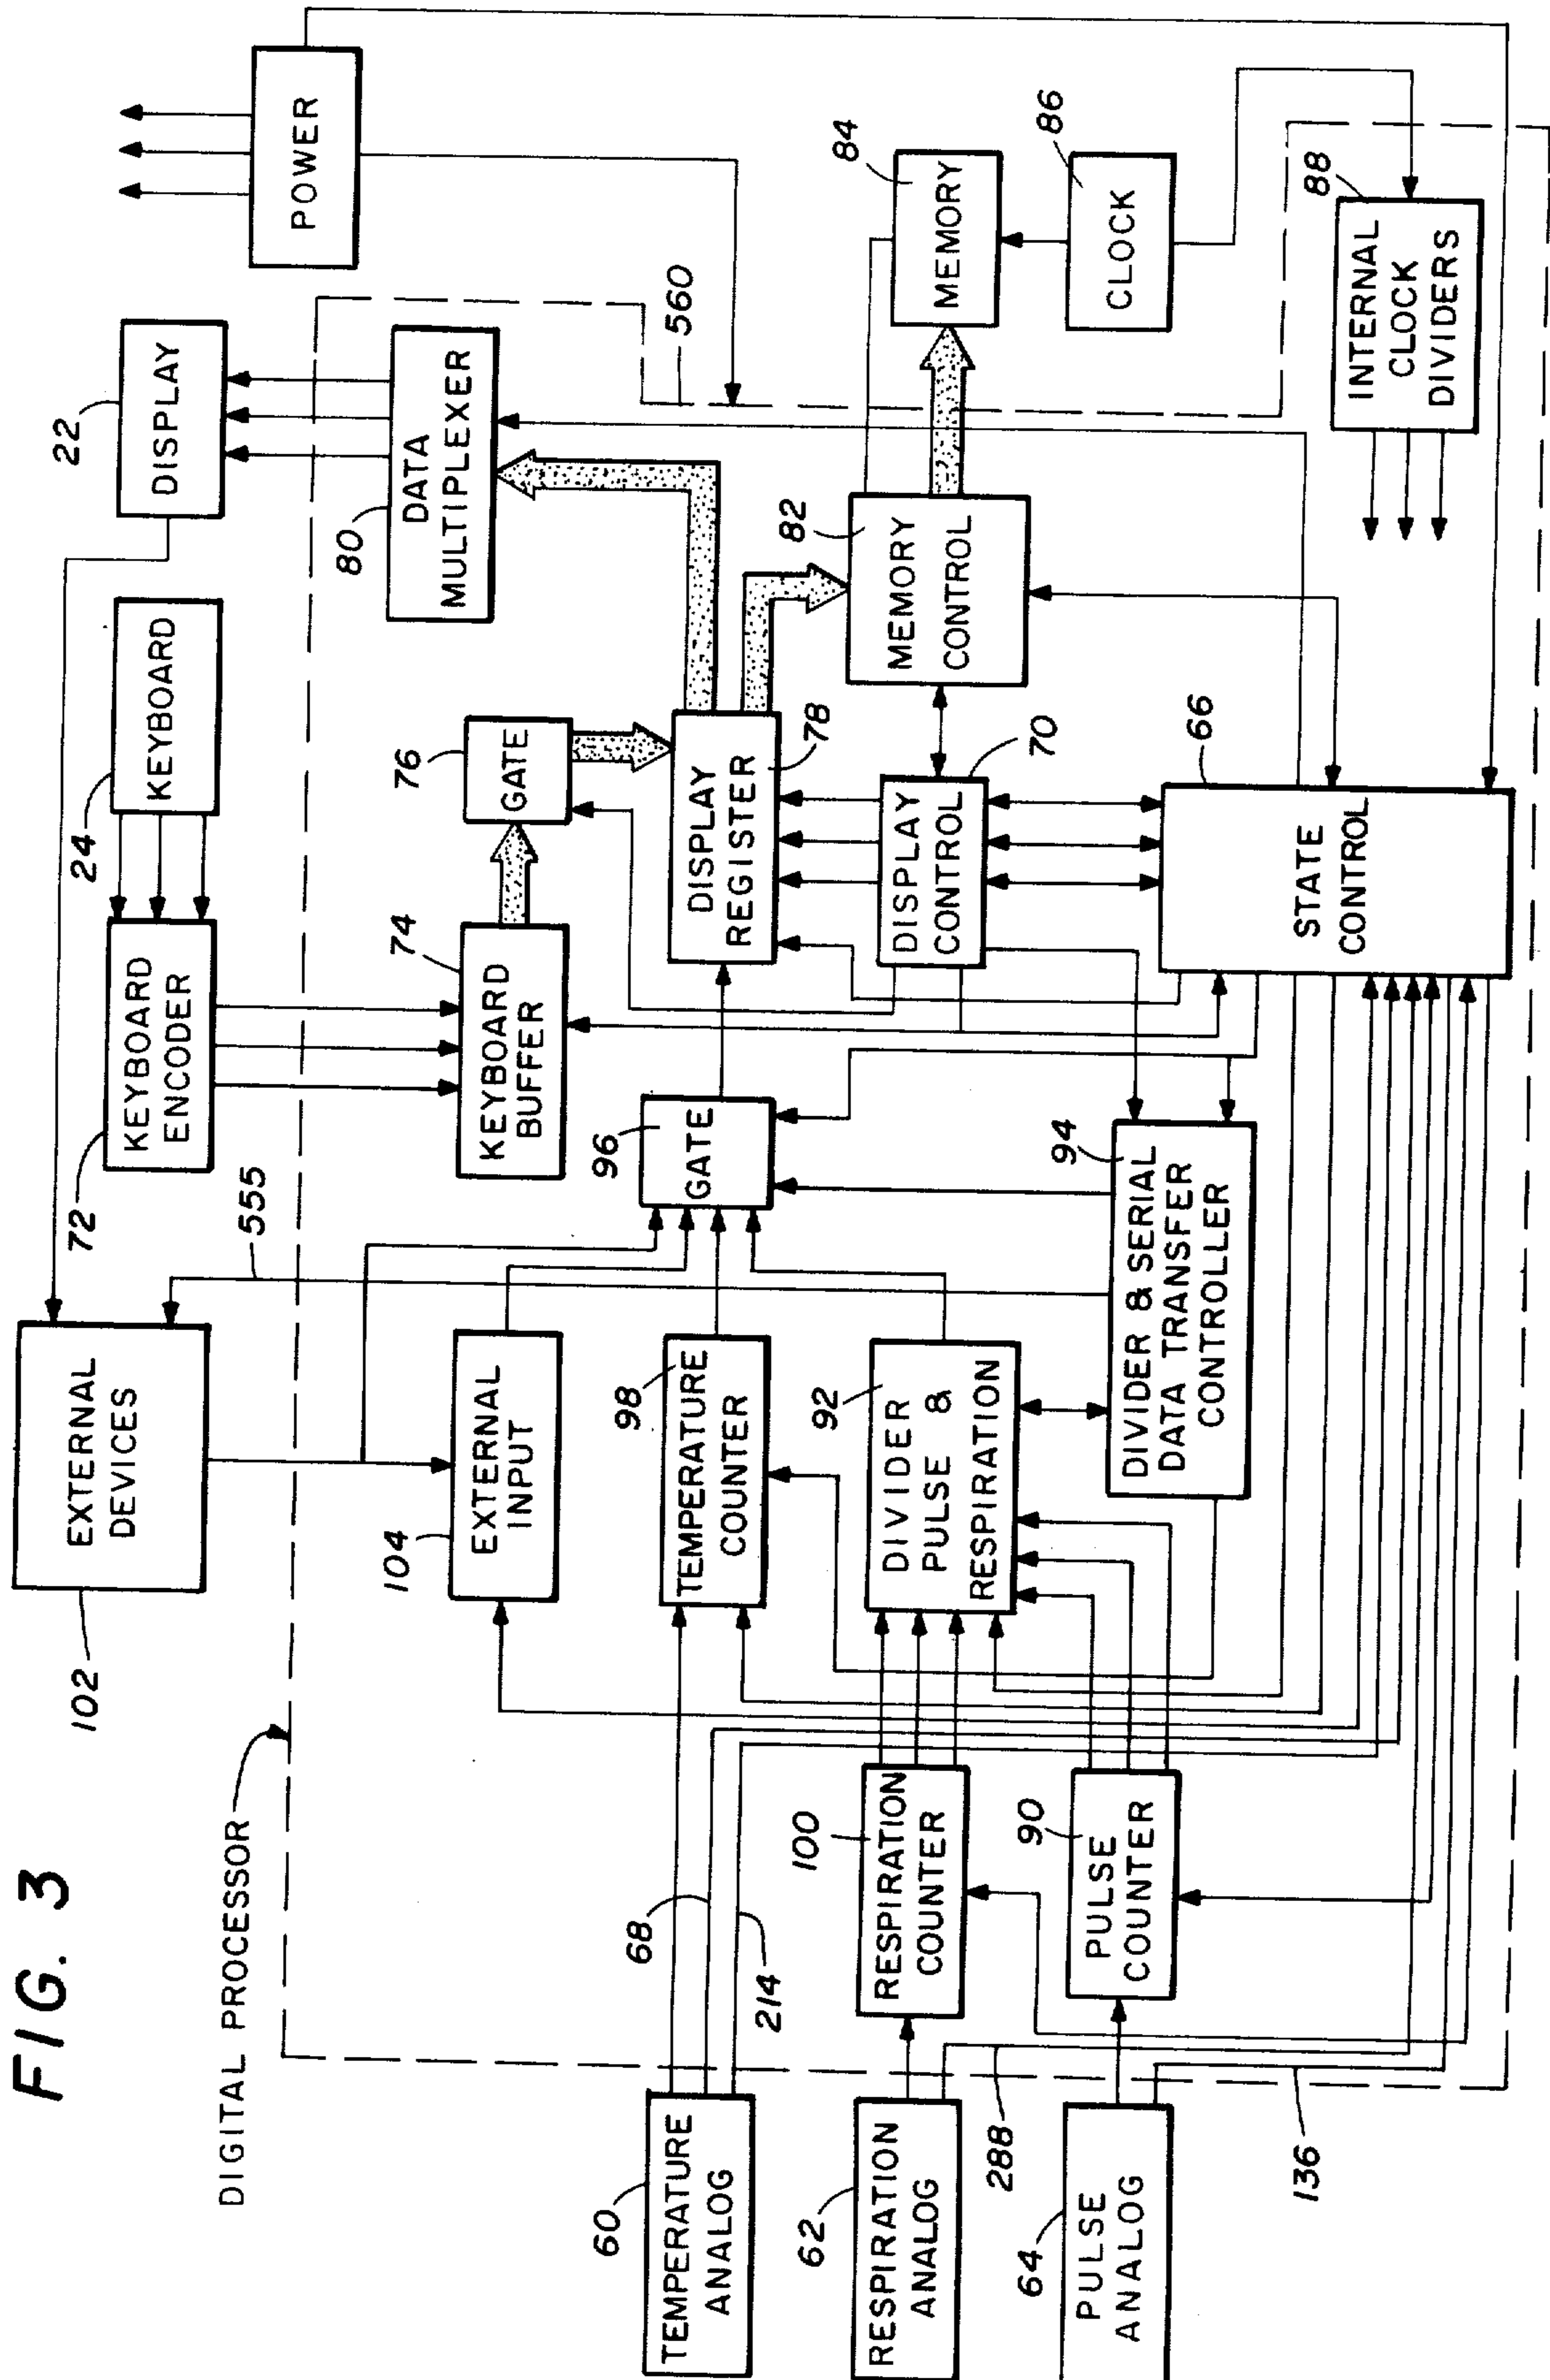 FIG. 3
DIGITAL PROCESSOR
102
EXTERNAL
DEVICES
555
72
KEYBOARD
ENCODER
24
KEYBOARD
22
DISPLAY
POWER
104
EXTERNAL
INPUT
74
KEYBOARD
BUFFER
76
GATE
80
DATA
MULTIPLEXER
560
60
TEMPERATURE
ANALOG
68
214
98
TEMPERATURE
COUNTER
96
GATE
DISPLAY
REGISTER
78
62
RESPIRATION
ANALOG
288
100
RESPIRATION
COUNTER
92
DIVIDER
PULSE &
RESPIRATION
DISPLAY
CONTROL
70
82
MEMORY
CONTROL
84
MEMORY
64
PULSE
ANALOG
136
90
PULSE
COUNTER
94
DIVIDER & SERIAL
DATA TRANSFER
CONTROLLER
66
STATE
CONTROL
86
CLOCK
88
INTERNAL
CLOCK
DIVIDERS